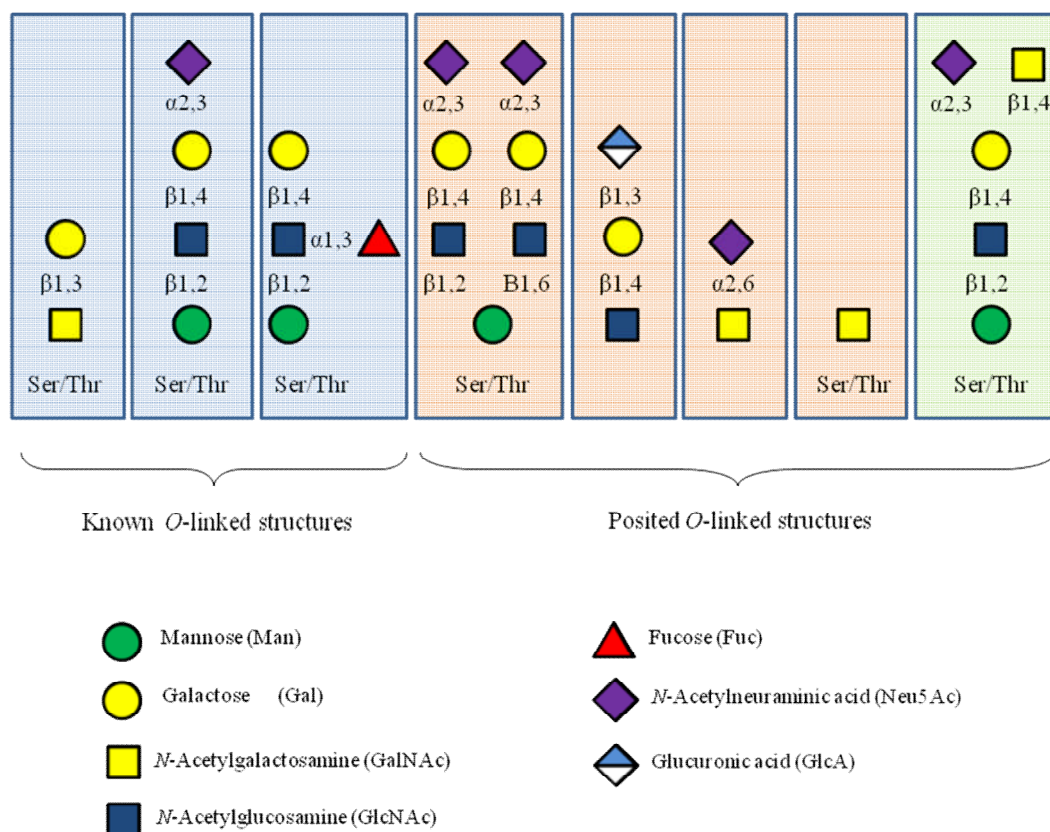 α2,3 α2,3 α2,3 α2,3 β1,4
β1,4 β1,4 β1,4 β1,4 β1,3 β1,4
β1,3 β1,2 α1,3 β1,2 β1,2 B1,6 β1,4 α2,6 β1,2
Ser/Thr Ser/Thr Ser/Thr Ser/Thr Ser/Thr Ser/Thr
Known O-linked structures Posited O-linked structures
Mannose (Man) Fucose (Fuc)
Galactose (Gal) N-Acetylneuraminic acid (Neu5Ac)
N-Acetylgalactosamine (GalNAc) Glucuronic acid (GlcA)
N-Acetylglucosamine (GlcNAc)